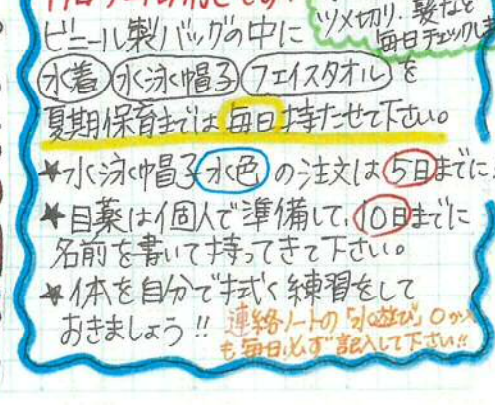 ツメ切り・髪など
毎日チェックしま
ビニール製バッグの中に
水着 水泳帽子 フェイスタオル を
夏期保育では毎日持たせて下さい。
★水泳帽子水色の注文は5日までに
★目薬は個人で準備して、10日までに
名前を書いて持ってきて下さい。
★体を自分で拭く練習をして
おきましょう!!
連絡ノートの「水遊び」○か×
も毎日必ず記入して下さい!!